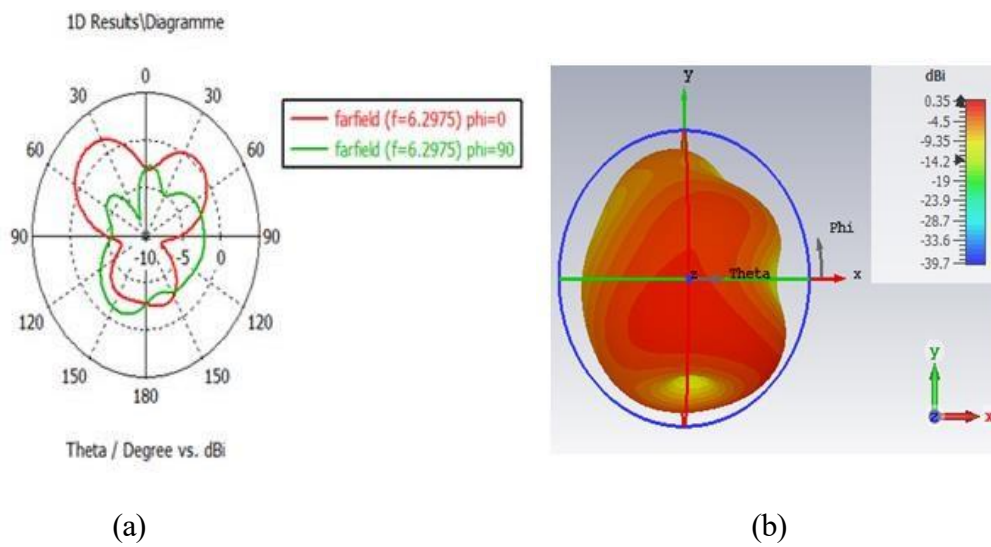 1D Results\Diagramme
0
30 30
60 60
90 90
-10 -5 0
120 120
150 150
180
Theta / Degree vs. dBi
farfield (f=6.2975) phi=0
farfield (f=6.2975) phi=90
(a)
y
Phi
z Theta x
dBi
0.35
-4.5
-9.35
-14.2
-19
-23.9
-28.7
-33.6
-39.7
y
z x
(b)